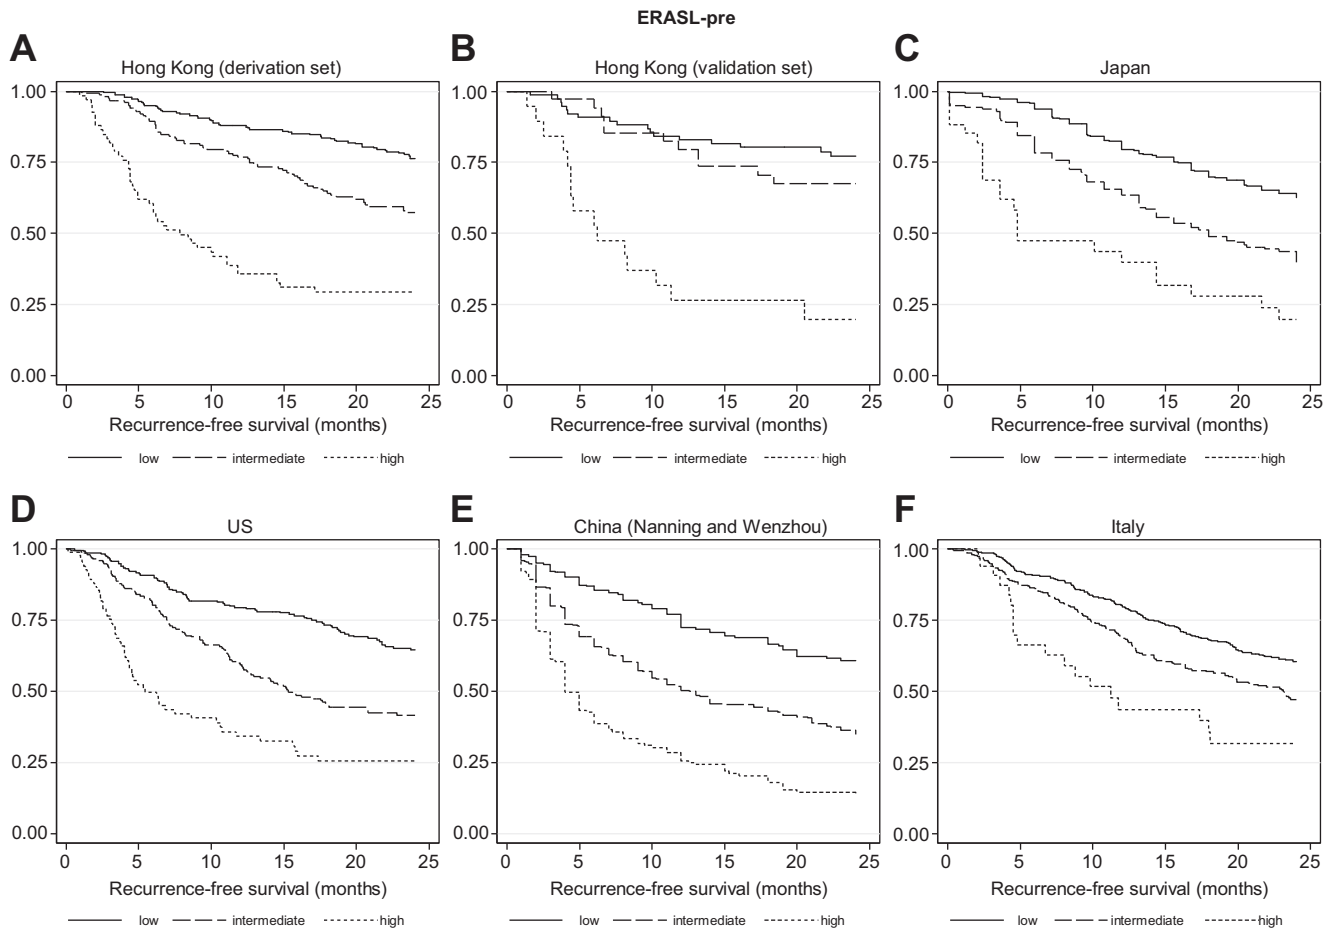 ERASL-pre
A
Hong Kong (derivation set)
1.00
0.75
0.50
0.25
0.00
0 5 10 15 20 25
Recurrence-free survival (months)
low intermediate high
B
Hong Kong (validation set)
1.00
0.75
0.50
0.25
0.00
0 5 10 15 20 25
Recurrence-free survival (months)
low intermediate high
C
Japan
1.00
0.75
0.50
0.25
0.00
0 5 10 15 20 25
Recurrence-free survival (months)
low intermediate high
D
US
1.00
0.75
0.50
0.25
0.00
0 5 10 15 20 25
Recurrence-free survival (months)
low intermediate high
E
China (Nanning and Wenzhou)
1.00
0.75
0.50
0.25
0.00
0 5 10 15 20 25
Recurrence-free survival (months)
low intermediate high
F
Italy
1.00
0.75
0.50
0.25
0.00
0 5 10 15 20 25
Recurrence-free survival (months)
low intermediate high